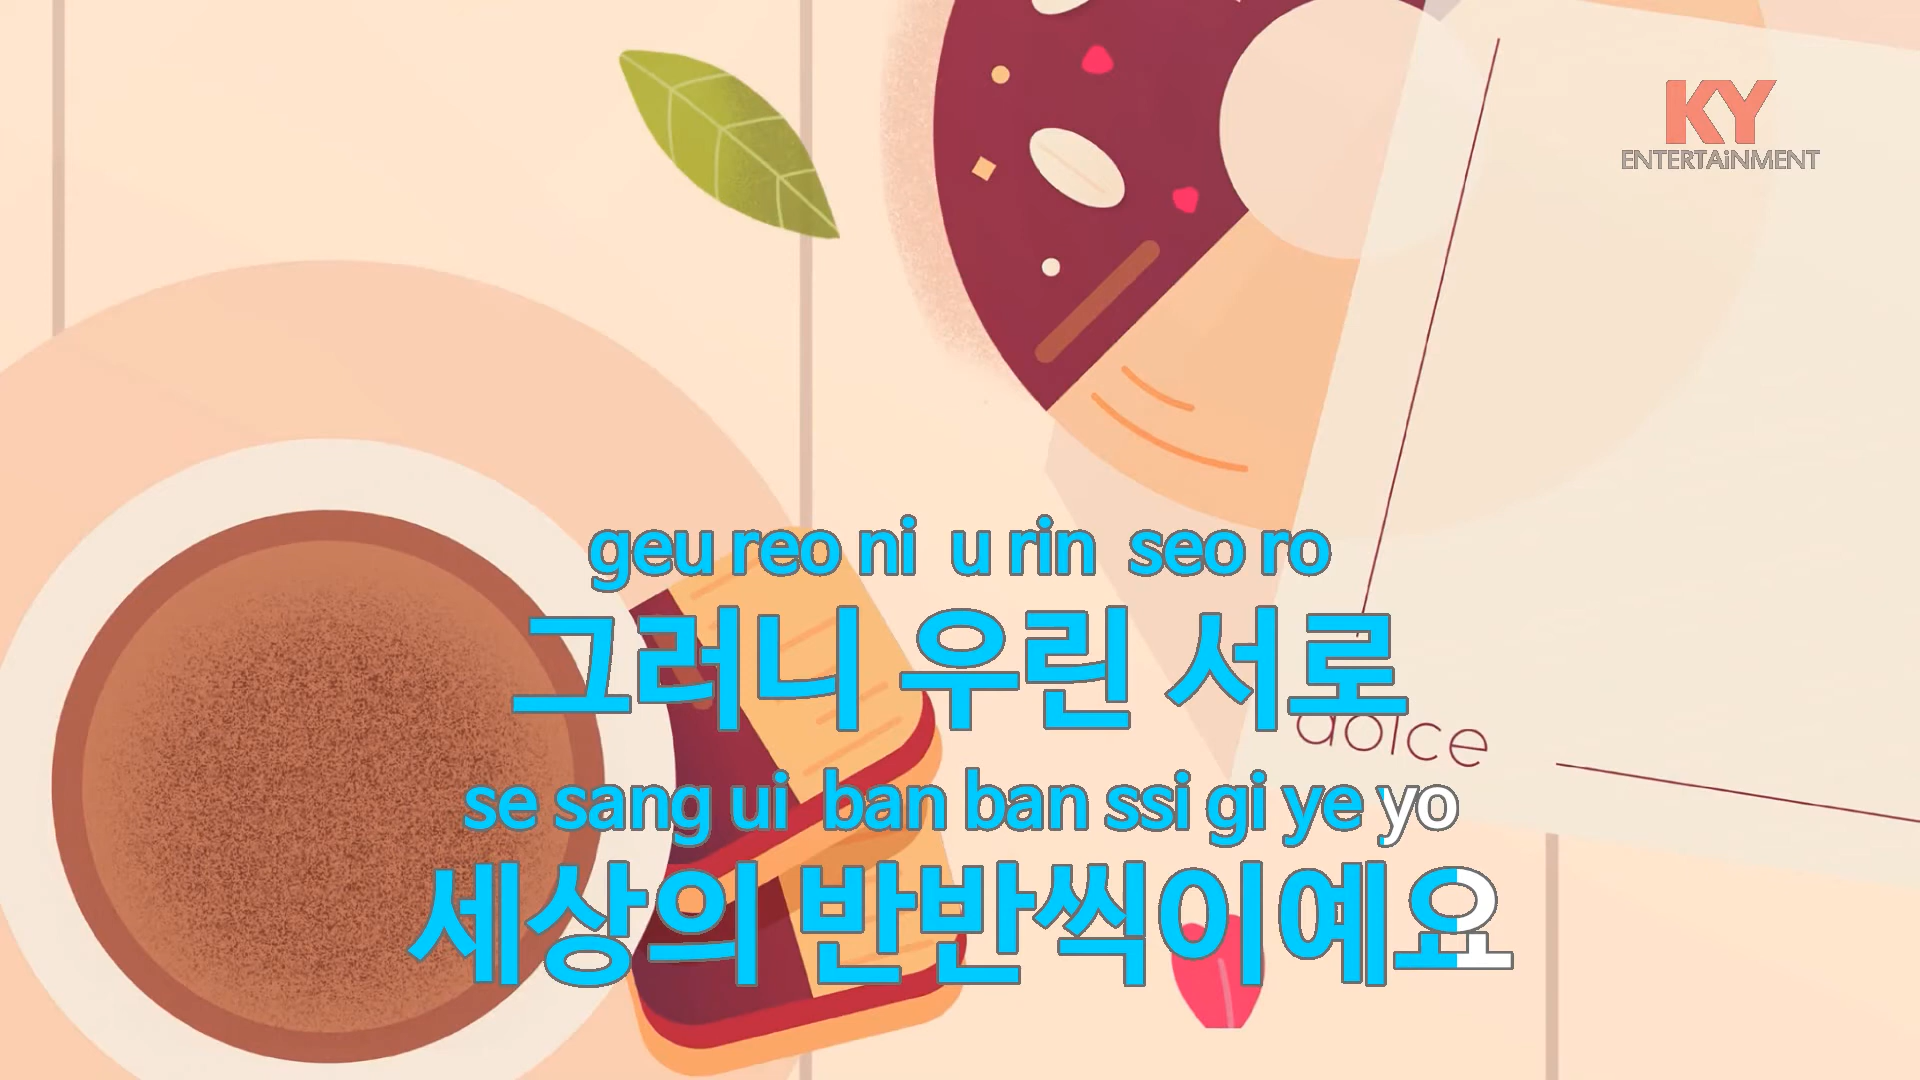 KY
ENTERTAiNMENT
geu reo ni u rin seo ro
그러니 우린 서로
dolce
se sang ui ban ban ssi gi ye yo
세상의 반반씩이예요